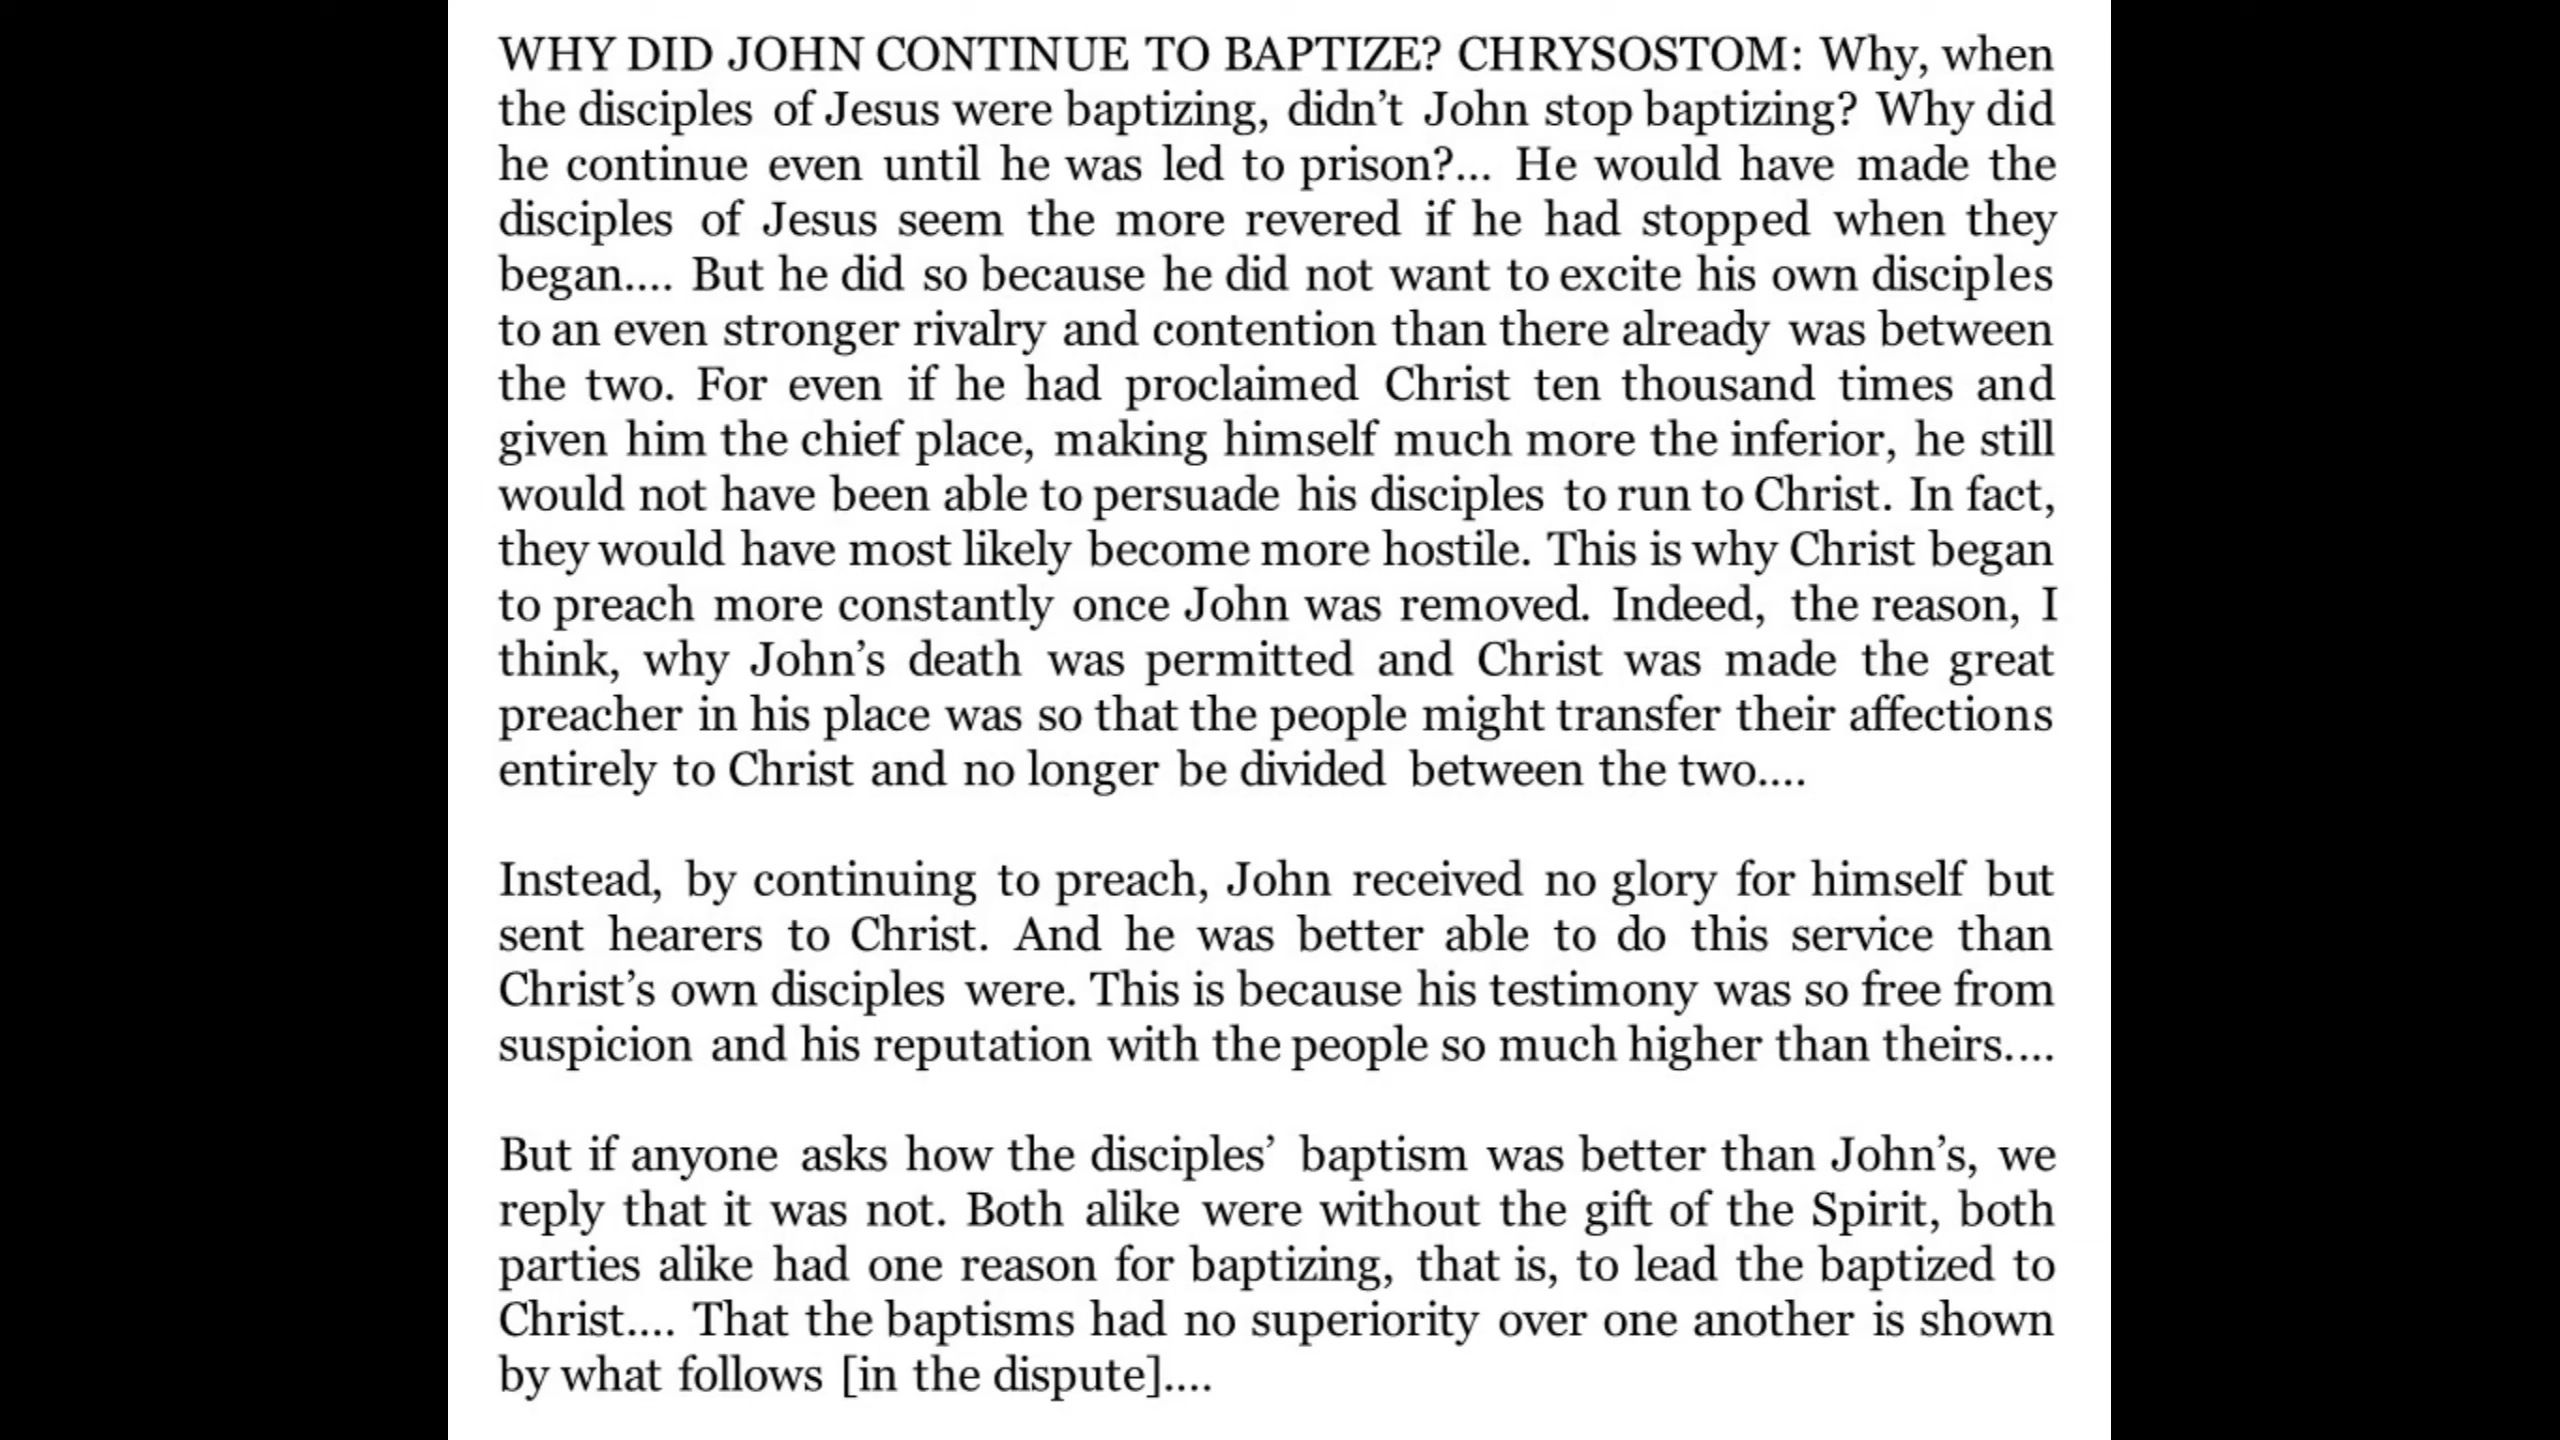 WHY DID JOHN CONTINUE TO BAPTIZE? CHRYSOSTOM: Why, when
the disciples of Jesus were baptizing, didn’t John stop baptizing? Why did
he continue even until he was led to prison?... He would have made the
disciples of Jesus seem the more revered if he had stopped when they
began.... But he did so because he did not want to excite his own disciples
to an even stronger rivalry and contention than there already was between
the two. For even if he had proclaimed Christ ten thousand times and
given him the chief place, making himself much more the inferior, he still
would not have been able to persuade his disciples to run to Christ. In fact,
they would have most likely become more hostile. This is why Christ began
to preach more constantly once John was removed. Indeed, the reason, I
think, why John’s death was permitted and Christ was made the great
preacher in his place was so that the people might transfer their affections
entirely to Christ and no longer be divided between the two....
Instead, by continuing to preach, John received no glory for himself but
sent hearers to Christ. And he was better able to do this service than
Christ’s own disciples were. This is because his testimony was so free from
suspicion and his reputation with the people so much higher than theirs....
But if anyone asks how the disciples’ baptism was better than John’s, we
reply that it was not. Both alike were without the gift of the Spirit, both
parties alike had one reason for baptizing, that is, to lead the baptized to
Christ.... That the baptisms had no superiority over one another is shown
by what follows [in the dispute]....